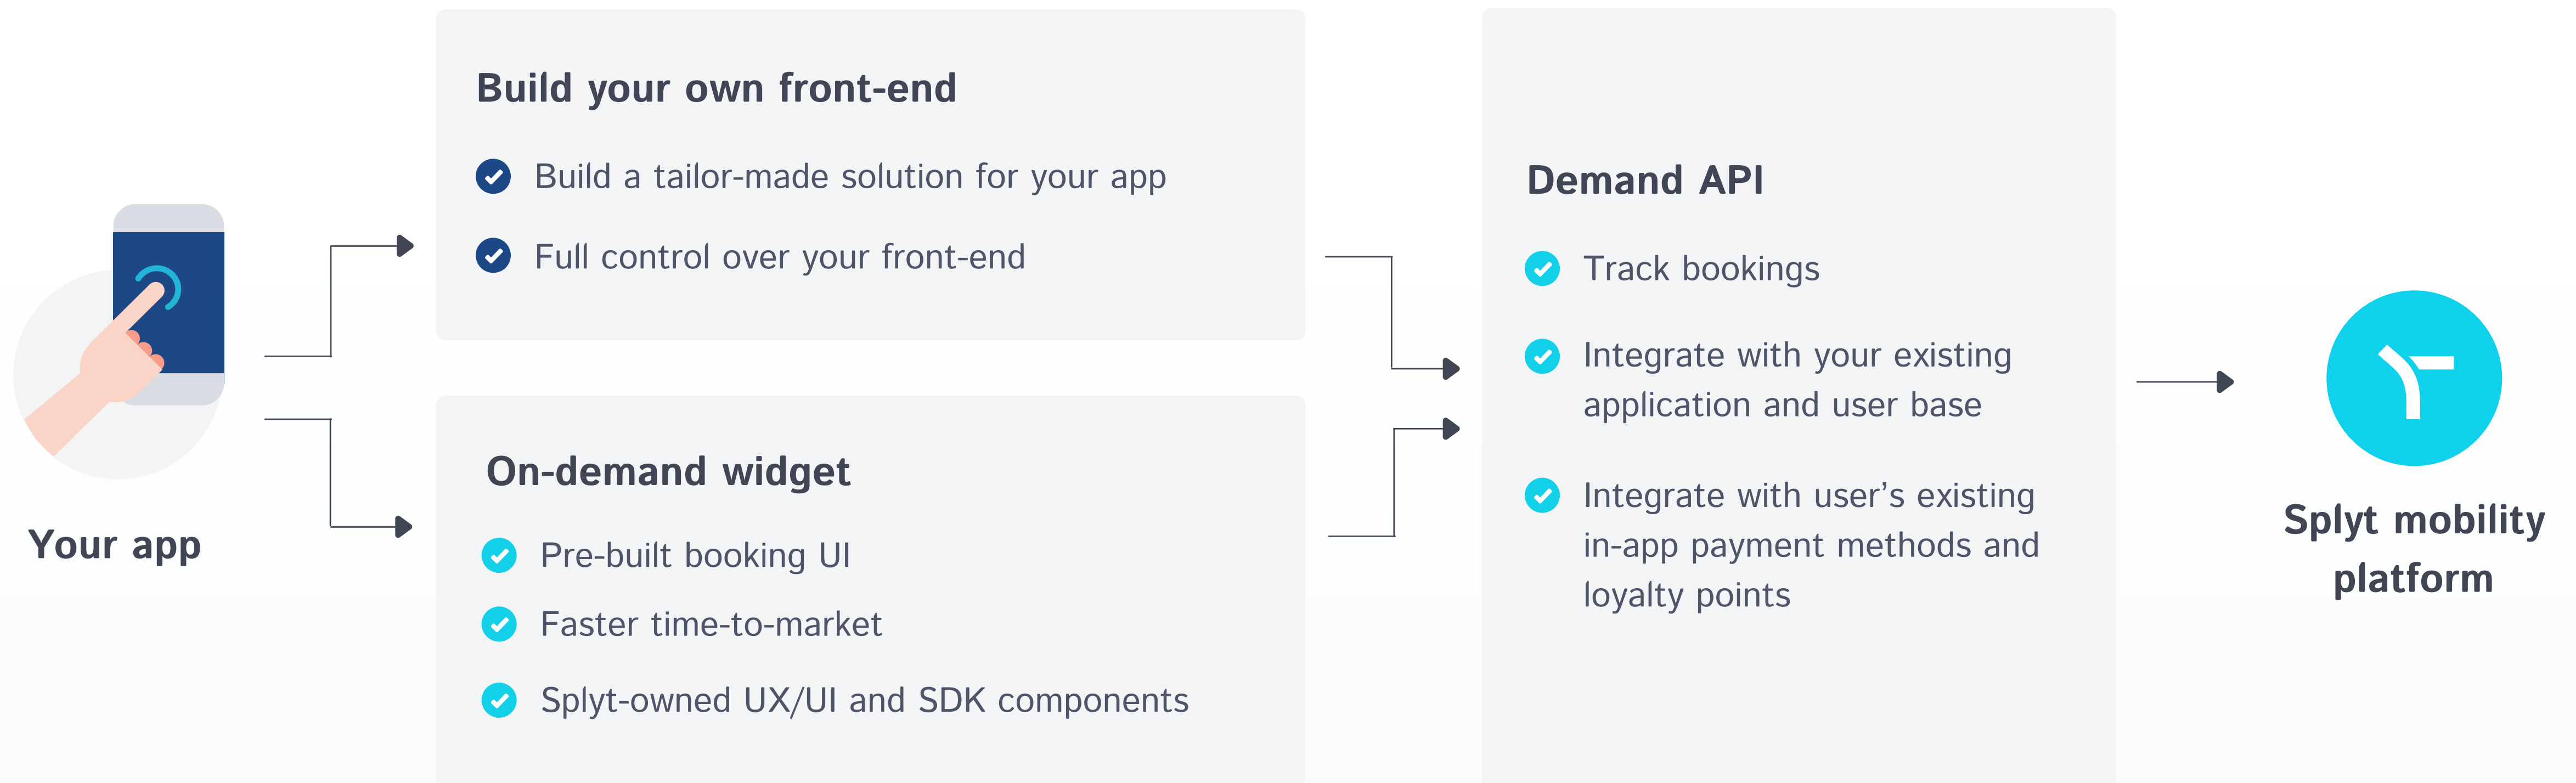 Your app
Build your own front-end
Build a tailor-made solution for your app
Full control over your front-end
On-demand widget
Pre-built booking UI
Faster time-to-market
Splyt-owned UX/UI and SDK components
Demand API
Track bookings
Integrate with your existing
application and user base
Integrate with user’s existing
in-app payment methods and
loyalty points
Splyt mobility
platform